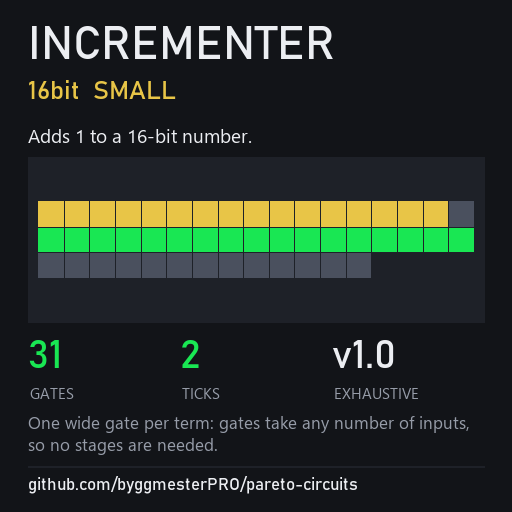 INCREMENTER
16bit SMALL
Adds 1 to a 16-bit number.
31 2 v1.0
GATES TICKS EXHAUSTIVE
One wide gate per term: gates take any number of inputs,
so no stages are needed.
github.com/byggmesterPRO/pareto-circuits